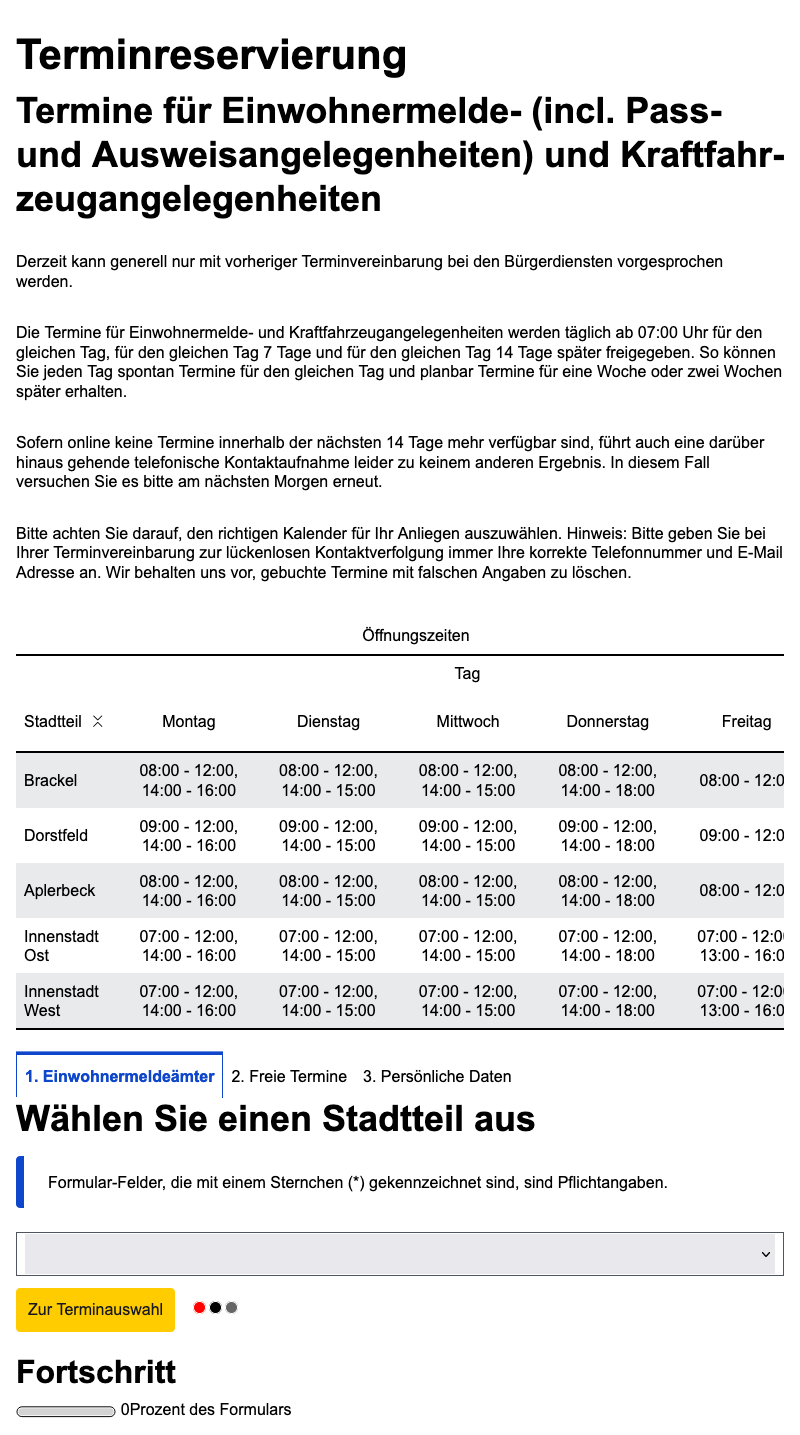 Terminreservierung
Termine für Einwohnermelde- (incl. Pass-
und Ausweisangelegenheiten) und Kraftfahr-
zeugangelegenheiten
Derzeit kann generell nur mit vorheriger Terminvereinbarung bei den Bürgerdiensten vorgesprochen
werden.
Die Termine für Einwohnermelde- und Kraftfahrzeugangelegenheiten werden täglich ab 07:00 Uhr für den
gleichen Tag, für den gleichen Tag 7 Tage und für den gleichen Tag 14 Tage später freigegeben. So können
Sie jeden Tag spontan Termine für den gleichen Tag und planbar Termine für eine Woche oder zwei Wochen
später erhalten.
Sofern online keine Termine innerhalb der nächsten 14 Tage mehr verfügbar sind, führt auch eine darüber
hinaus gehende telefonische Kontaktaufnahme leider zu keinem anderen Ergebnis. In diesem Fall
versuchen Sie es bitte am nächsten Morgen erneut.
Bitte achten Sie darauf, den richtigen Kalender für Ihr Anliegen auszuwählen. Hinweis: Bitte geben Sie bei
Ihrer Terminvereinbarung zur lückenlosen Kontaktverfolgung immer Ihre korrekte Telefonnummer und E-Mail
Adresse an. Wir behalten uns vor, gebuchte Termine mit falschen Angaben zu löschen.
Öffnungszeiten
Tag
Stadtteil Montag Dienstag Mittwoch Donnerstag Freitag
Brackel 08:00 - 12:00, 08:00 - 12:00, 08:00 - 12:00, 08:00 - 12:00, 08:00 - 12:0
14:00 - 16:00 14:00 - 15:00 14:00 - 15:00 14:00 - 18:00
Dorstfeld 09:00 - 12:00, 09:00 - 12:00, 09:00 - 12:00, 09:00 - 12:00, 09:00 - 12:0
14:00 - 16:00 14:00 - 15:00 14:00 - 15:00 14:00 - 18:00
Aplerbeck 08:00 - 12:00, 08:00 - 12:00, 08:00 - 12:00, 08:00 - 12:00, 08:00 - 12:0
14:00 - 16:00 14:00 - 15:00 14:00 - 15:00 14:00 - 18:00
Innenstadt 07:00 - 12:00, 07:00 - 12:00, 07:00 - 12:00, 07:00 - 12:00, 07:00 - 12:0
Ost 14:00 - 16:00 14:00 - 15:00 14:00 - 15:00 14:00 - 18:00 13:00 - 16:0
Innenstadt 07:00 - 12:00, 07:00 - 12:00, 07:00 - 12:00, 07:00 - 12:00, 07:00 - 12:0
West 14:00 - 16:00 14:00 - 15:00 14:00 - 15:00 14:00 - 18:00 13:00 - 16:0
1. Einwohnermeldeämter 2. Freie Termine 3. Persönliche Daten
Wählen Sie einen Stadtteil aus
Formular-Felder, die mit einem Sternchen (*) gekennzeichnet sind, sind Pflichtangaben.
Zur Terminauswahl
Fortschritt
0Prozent des Formulars